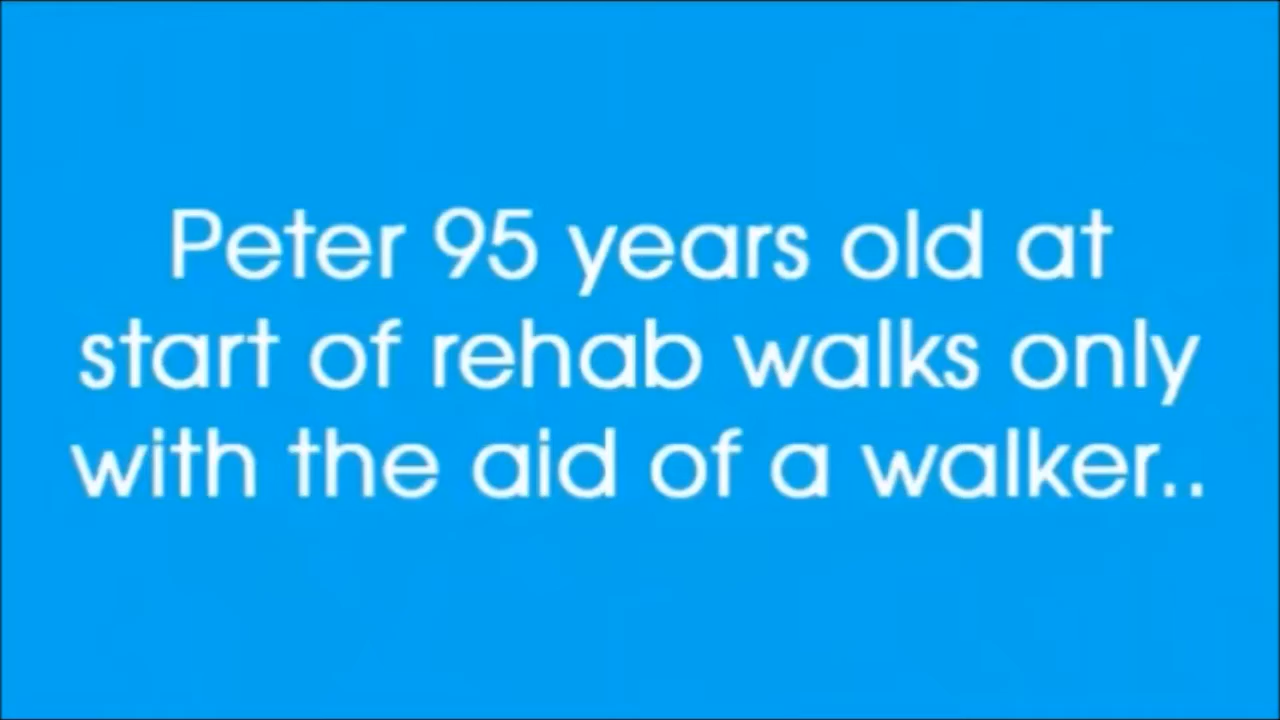 Peter 95 years old at
start of rehab walks only
with the aid of a walker..